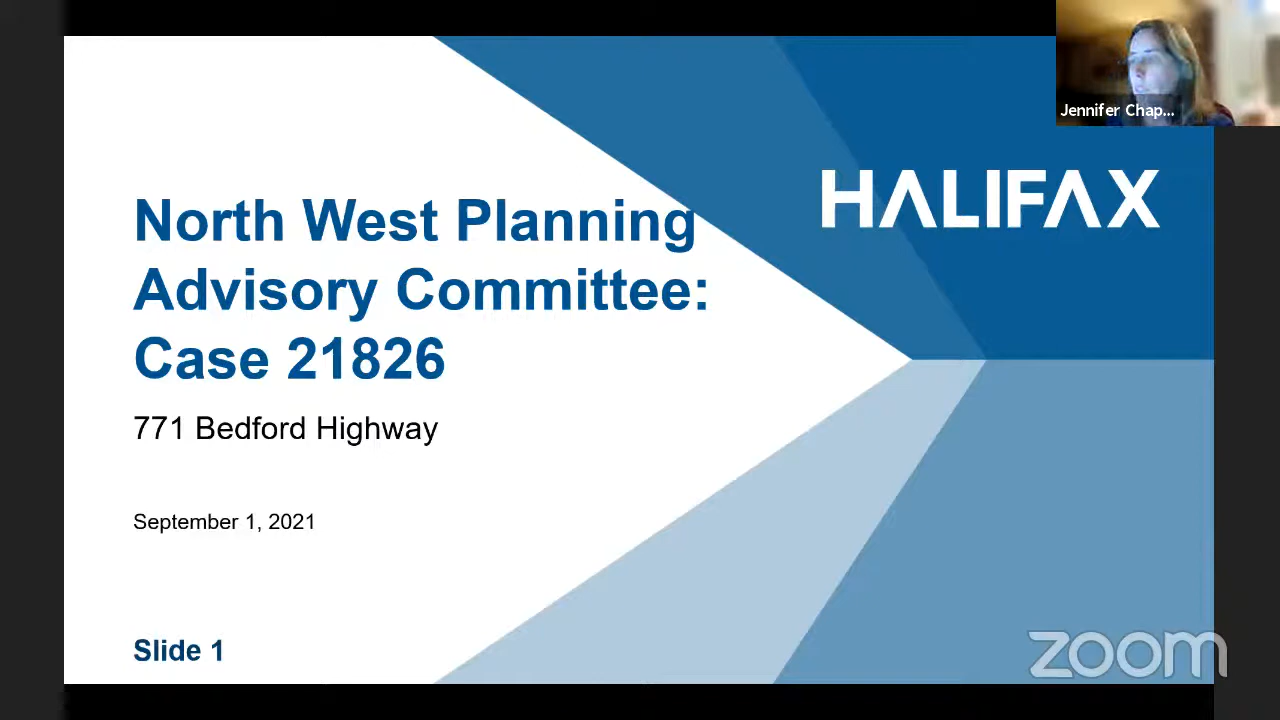 Jennifer Chap...
HALIFAX
North West Planning
Advisory Committee:
Case 21826
771 Bedford Highway
September 1, 2021
Slide 1
zoom